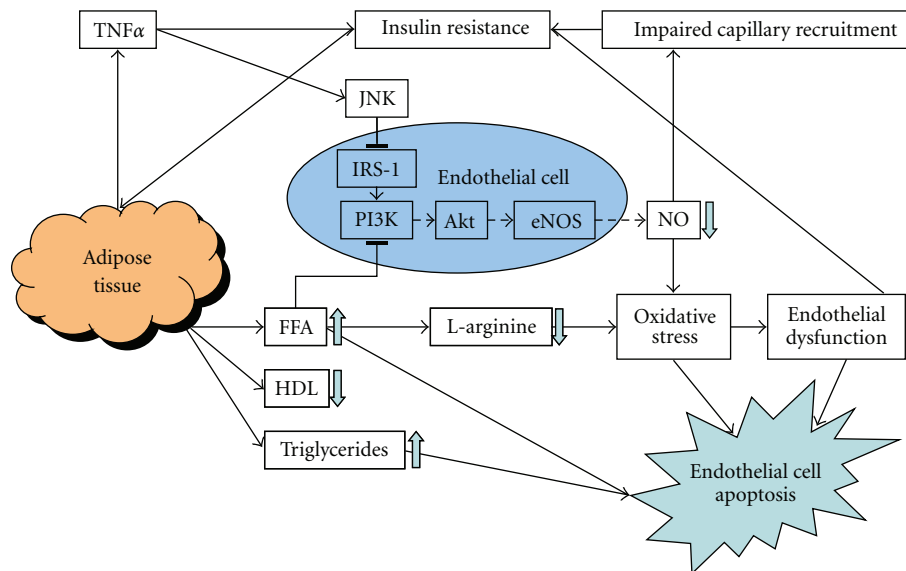 TNFα
Insulin resistance
Impaired capillary recruitment
JNK
IRS-1
Endothelial cell
PI3K
Akt
eNOS
NO
Adipose
tissue
FFA
L-arginine
Oxidative
stress
Endothelial
dysfunction
HDL
Triglycerides
Endothelial cell
apoptosis